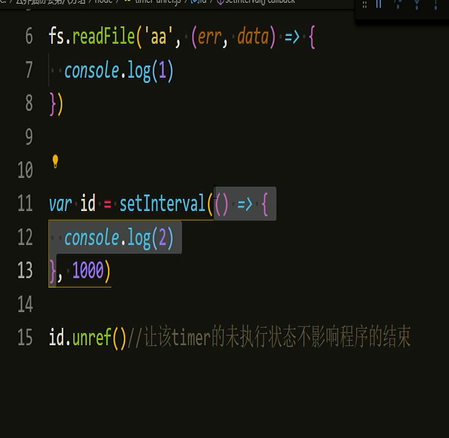 6 fs.readFile('aa', (err, data) => {
7   console.log(1)
8 })
9
10
11 var id = setInterval(() => {
12   console.log(2)
13 }, 1000)
14
15 id.unref()//让该timer的未执行状态不影响程序的结束